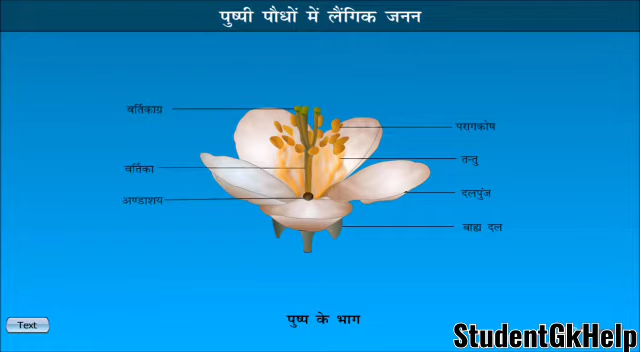 पुष्पी पौधों में लैंगिक जनन
वर्तिकाग्र
परागकोष
तन्तु
वर्तिका
दलपुंज
अण्डाशय
बाह्य दल
पुष्प के भाग
Text
StudentGkHelp